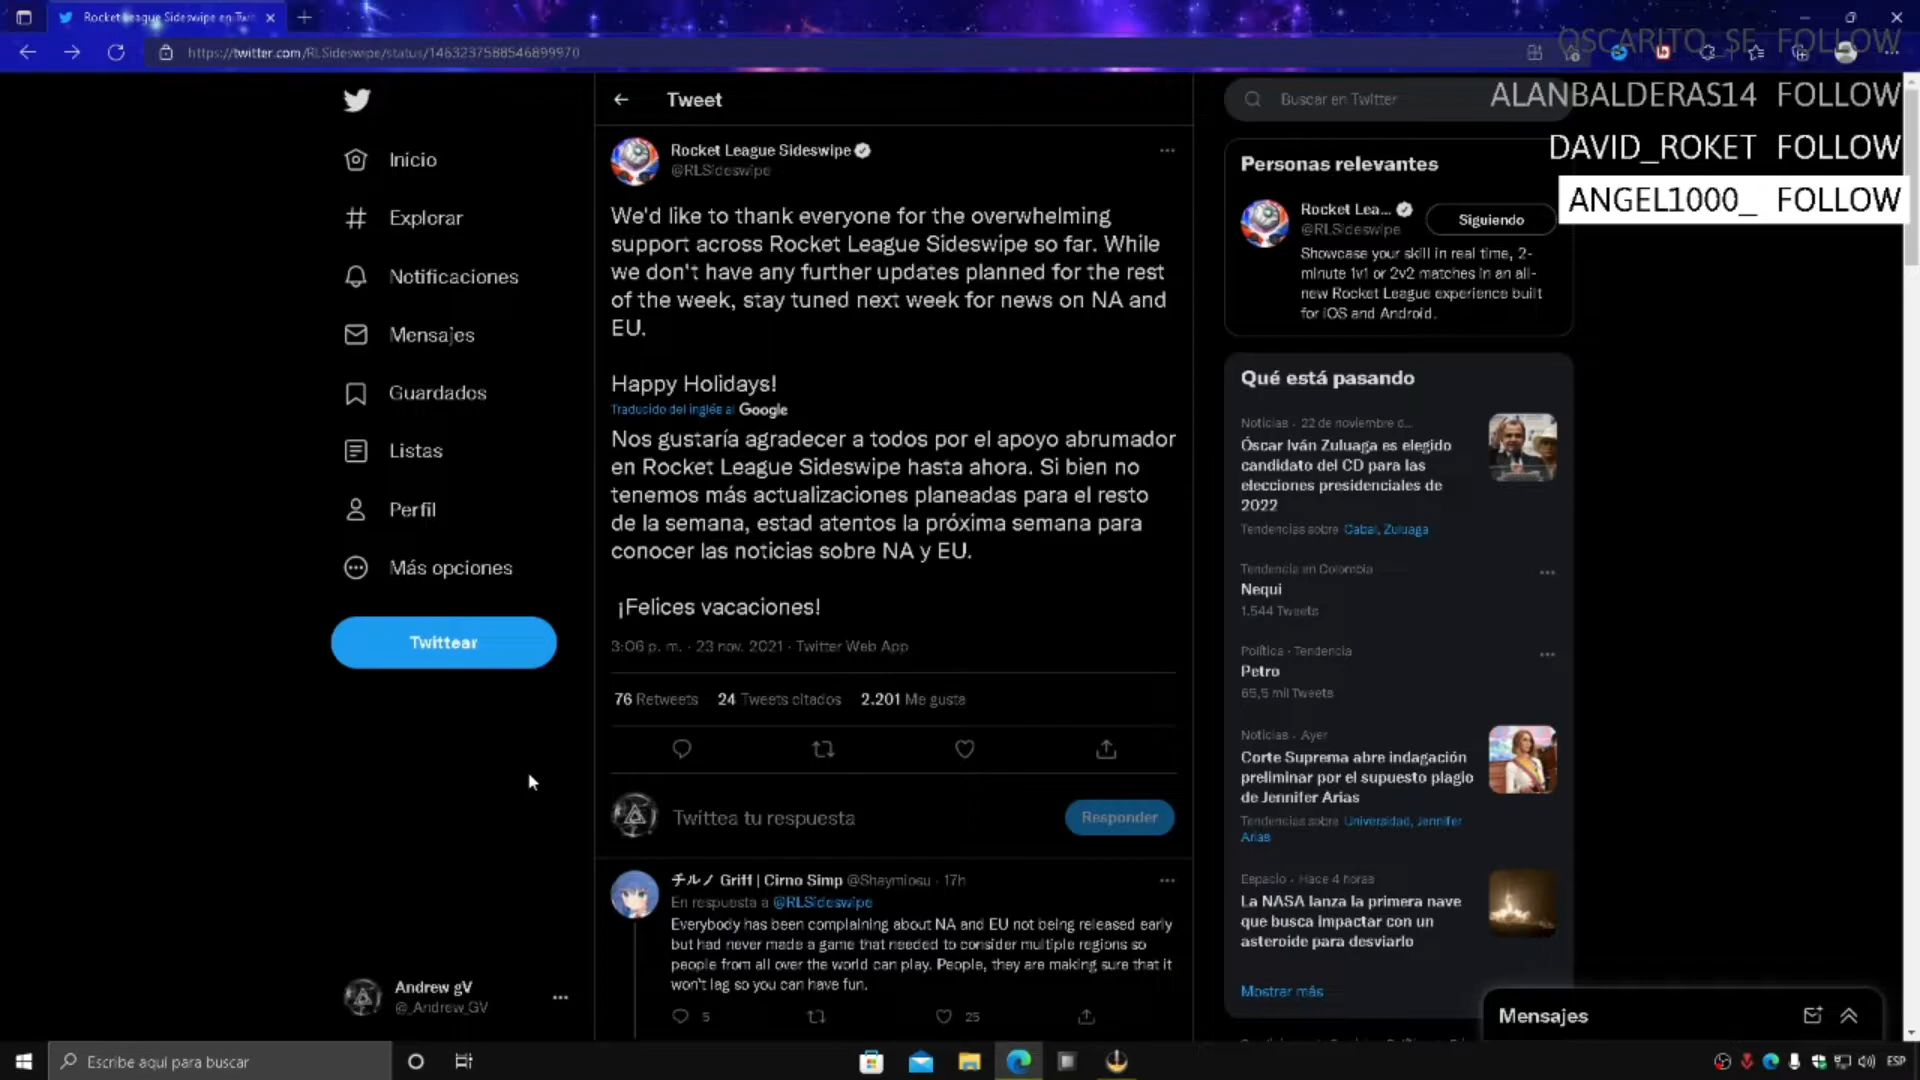 Rocket League Sideswipe en Twi
https://twitter.com/RLSideswipe/status/1463237588546899970
OSCARITO_SE FOLLOW
ALANBALDERAS14 FOLLOW
DAVID_ROKET FOLLOW
ANGEL1000_ FOLLOW
Inicio
Explorar
Notificaciones
Mensajes
Guardados
Listas
Perfil
Más opciones
Twittear
Andrew gV
@_Andrew_GV
Tweet
Rocket League Sideswipe
@RLSideswipe
We'd like to thank everyone for the overwhelming
support across Rocket League Sideswipe so far. While
we don't have any further updates planned for the rest
of the week, stay tuned next week for news on NA and
EU.
Happy Holidays!
Traducido del inglés al Google
Nos gustaría agradecer a todos por el apoyo abrumador
en Rocket League Sideswipe hasta ahora. Si bien no
tenemos más actualizaciones planeadas para el resto
de la semana, estad atentos la próxima semana para
conocer las noticias sobre NA y EU.
¡Felices vacaciones!
3:06 p. m. · 23 nov. 2021 · Twitter Web App
76 Retweets 24 Tweets citados 2.201 Me gusta
Twittea tu respuesta
Responder
チルノ Griff | Cirno Simp @Shaymiosu · 17h
En respuesta a @RLSideswipe
Everybody has been complaining about NA and EU not being released early
but had never made a game that needed to consider multiple regions so
people from all over the world can play. People, they are making sure that it
won't lag so you can have fun.
5 25
Buscar en Twitter
Personas relevantes
Rocket Lea...
@RLSideswipe
Siguiendo
Showcase your skill in real time, 2-
minute 1v1 or 2v2 matches in an all-
new Rocket League experience built
for iOS and Android.
Qué está pasando
Noticias · 22 de noviembre d...
Óscar Iván Zuluaga es elegido
candidato del CD para las
elecciones presidenciales de
2022
Tendencias sobre Cabal, Zuluaga
Tendencia en Colombia
Nequi
1.544 Tweets
Política · Tendencia
Petro
65,5 mil Tweets
Noticias · Ayer
Corte Suprema abre indagación
preliminar por el supuesto plagio
de Jennifer Arias
Tendencias sobre Universidad, Jennifer
Arias
Espacio · Hace 4 horas
La NASA lanza la primera nave
que busca impactar con un
asteroide para desviarlo
Mostrar más
Mensajes
Escribe aquí para buscar
ESP